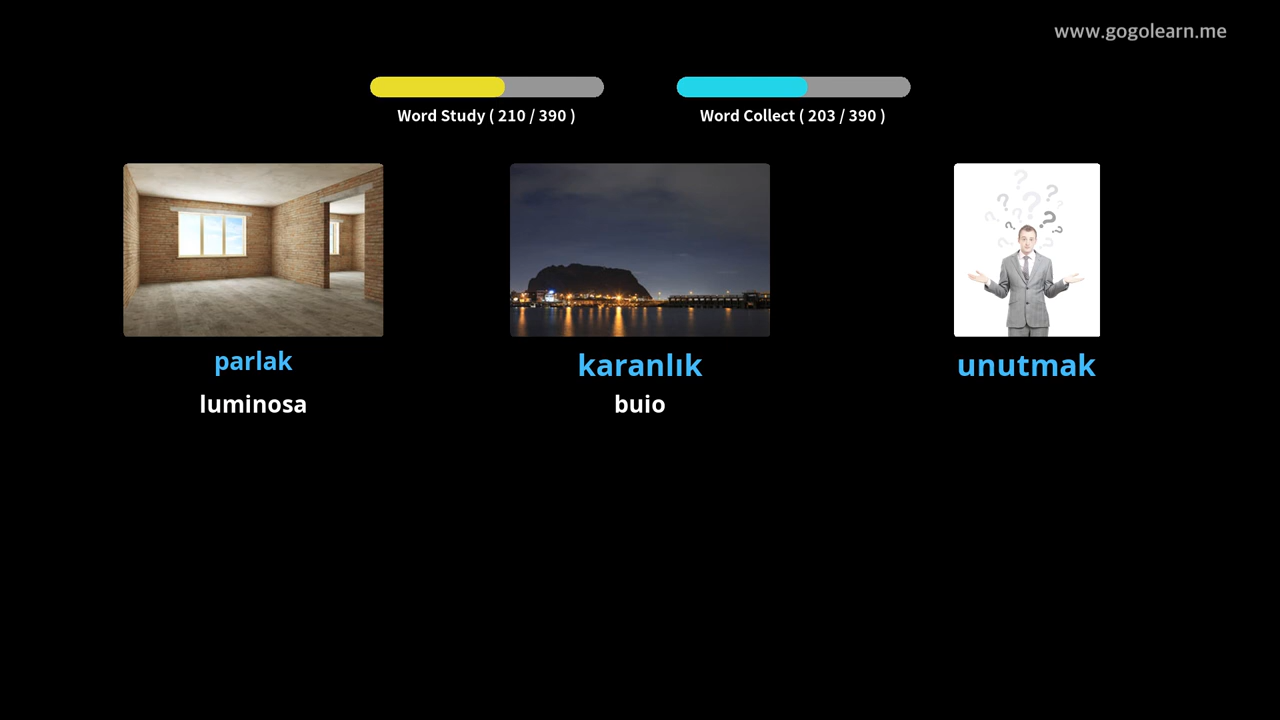 www.gogolearn.me
Word Study ( 210 / 390 )
Word Collect ( 203 / 390 )
parlak
karanlık
unutmak
luminosa
buio